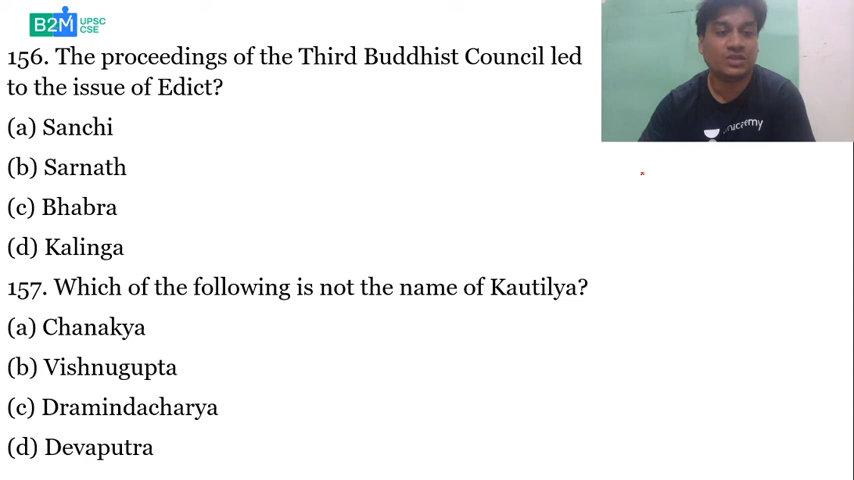 B2M UPSC
CSE
156. The proceedings of the Third Buddhist Council led
to the issue of Edict?
(a) Sanchi
(b) Sarnath
(c) Bhabra
(d) Kalinga
157. Which of the following is not the name of Kautilya?
(a) Chanakya
(b) Vishnugupta
(c) Dramindacharya
(d) Devaputra